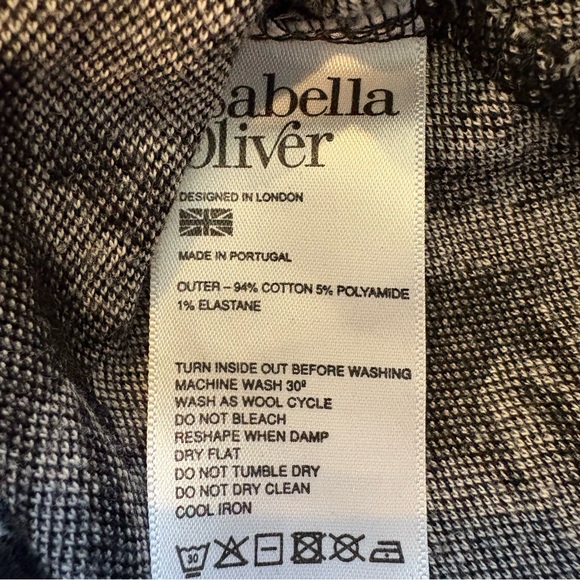 sabella
Oliver
DESIGNED IN LONDON
MADE IN PORTUGAL
OUTER – 94% COTTON 5% POLYAMIDE
1% ELASTANE
TURN INSIDE OUT BEFORE WASHING
MACHINE WASH 30º
WASH AS WOOL CYCLE
DO NOT BLEACH
RESHAPE WHEN DAMP
DRY FLAT
DO NOT TUMBLE DRY
DO NOT DRY CLEAN
COOL IRON
30